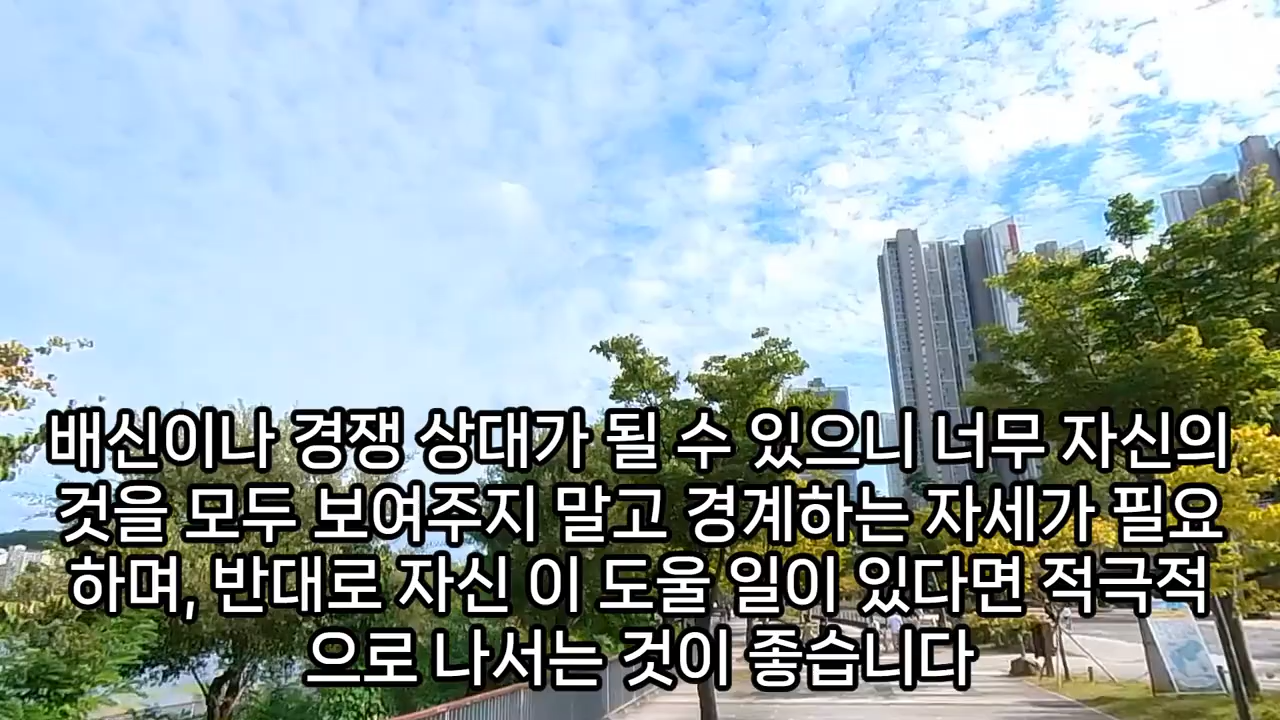 배신이나 경쟁 상대가 될 수 있으니 너무 자신의
것을 모두 보여주지 말고 경계하는 자세가 필요
하며, 반대로 자신 이 도울 일이 있다면 적극적
으로 나서는 것이 좋습니다